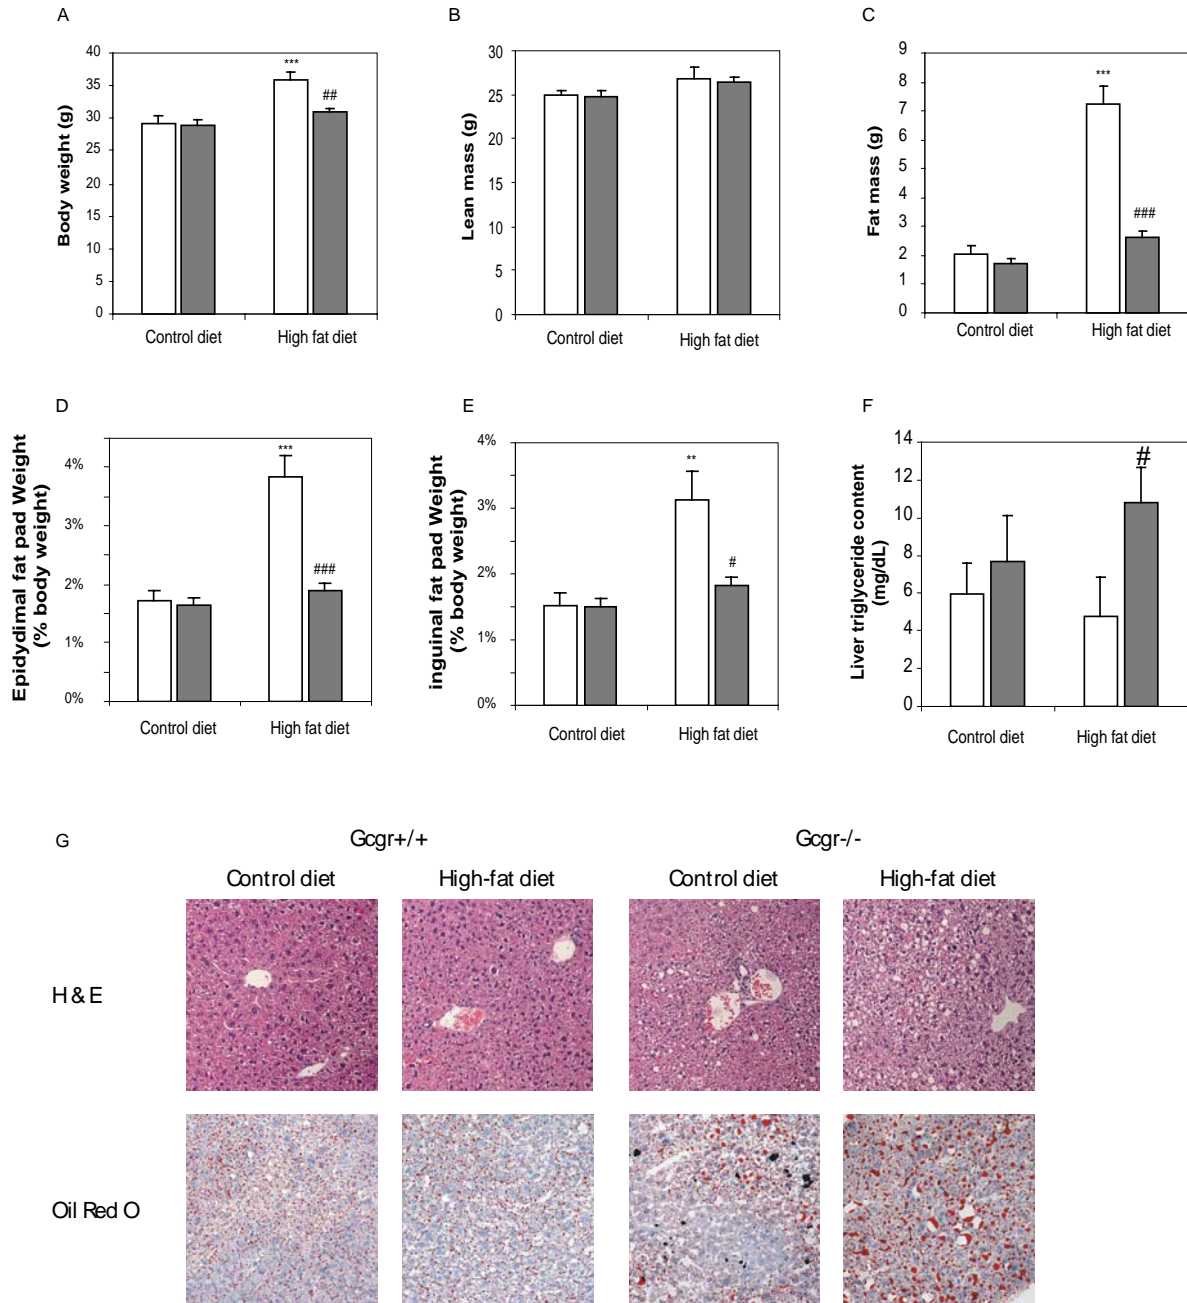 A
Body weight (g)
40
35
30
25
20
15
10
5
0
***
##
Control diet
High fat diet
B
Lean mass (g)
30
25
20
15
10
5
0
Control diet
High fat diet
C
Fat mass (g)
9
8
7
6
5
4
3
2
1
0
***
###
Control diet
High fat diet
D
Epidydimal fat pad Weight
(% body weight)
4%
3%
2%
1%
0%
***
###
Control diet
High fat diet
E
inguinal fat pad Weight
(% body weight)
4%
3%
2%
1%
0%
**
#
Control diet
High fat diet
F
Liver triglyceride content
(mg/dL)
14
12
10
8
6
4
2
0
#
Control diet
High fat diet
G
Gcgr+/+
Gcgr-/-
Control diet
High-fat diet
Control diet
High-fat diet
H & E
Oil Red O